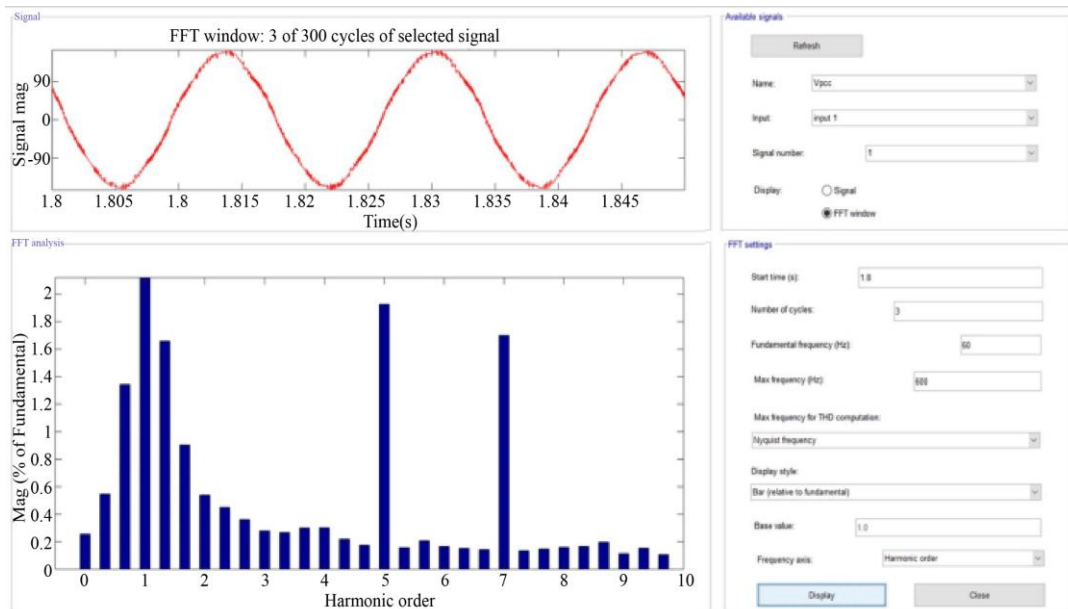 Signal
FFT window: 3 of 300 cycles of selected signal
Signal mag
90
0
-90
1.8 1.805 1.8 1.815 1.82 1.825 1.83 1.835 1.84 1.845
Time(s)
FFT analysis
Mag (% of Fundamental)
2
1.8
1.6
1.4
1.2
1
0.8
0.6
0.4
0.2
0
0 1 2 3 4 5 6 7 8 9 10
Harmonic order
Available signals
Refresh
Name: Vpcc
Input: input 1
Signal number: 1
Display: Signal
FFT window
FFT settings
Start time (s): 1.8
Number of cycles: 3
Fundamental frequency (Hz): 60
Max frequency (Hz): 600
Max frequency for THD computation:
Nyquist frequency
Display style:
Bar (relative to fundamental)
Base value: 1.0
Frequency axis: Harmonic order
Display Close